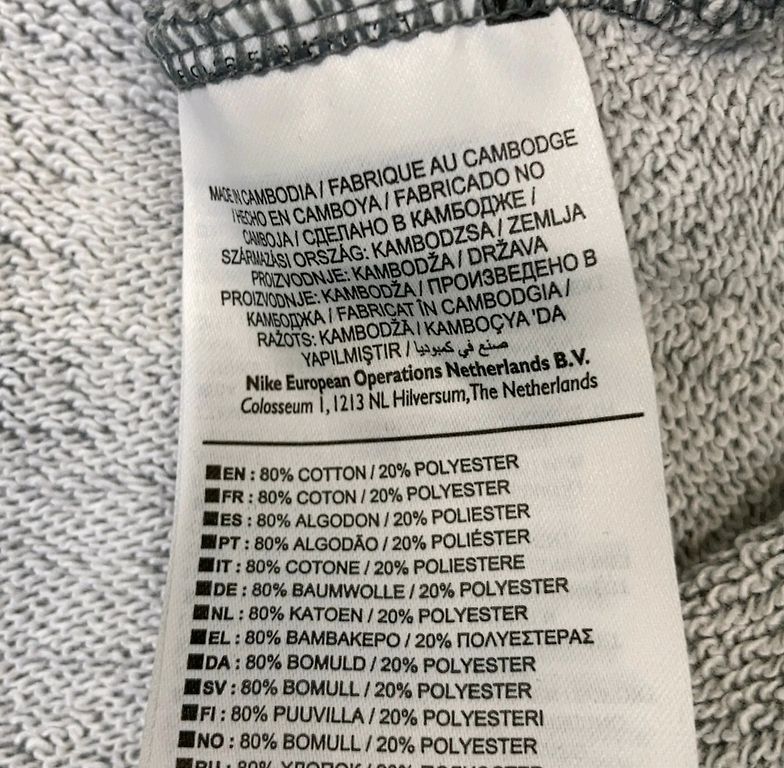 MADE IN CAMBODIA / FABRIQUE AU CAMBODGE
/ HECHO EN CAMBOYA / FABRICADO NO
CAMBOJA / СДЕЛАНО В КАМБОДЖЕ /
SZÁRMAZÁSI ORSZÁG: KAMBODZSA / ZEMLJA
PROIZVODNJE: KAMBODŽA / DRŽAVA
PROIZVODNJE: KAMBODŽA / ПРОИЗВЕДЕНО В
КАМБОДЖА / FABRICAT ÎN CAMBODGIA /
RAŽOTS: KAMBODŽĀ / KAMBOÇYA 'DA
YAPILMIŞTIR / صنع في كمبوديا
Nike European Operations Netherlands B.V.
Colosseum 1, 1213 NL Hilversum, The Netherlands
EN : 80% COTTON / 20% POLYESTER
FR : 80% COTON / 20% POLYESTER
ES : 80% ALGODON / 20% POLIESTER
PT : 80% ALGODÃO / 20% POLIÉSTER
IT : 80% COTONE / 20% POLIESTERE
DE : 80% BAUMWOLLE / 20% POLYESTER
NL : 80% KATOEN / 20% POLYESTER
EL : 80% ΒΑΜΒΑΚΕΡΟ / 20% ΠΟΛΥΕΣΤΕΡΑΣ
DA : 80% BOMULD / 20% POLYESTER
SV : 80% BOMULL / 20% POLYESTER
FI : 80% PUUVILLA / 20% POLYESTERI
NO : 80% BOMULL / 20% POLYESTER